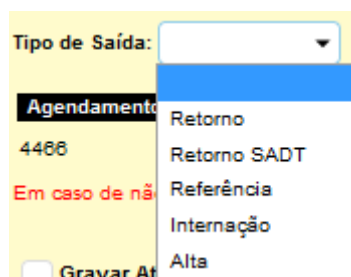 Tipo de Saída:
Agendamento
4466
Em caso de nã
Gravar At
Retorno
Retorno SADT
Referência
Internação
Alta